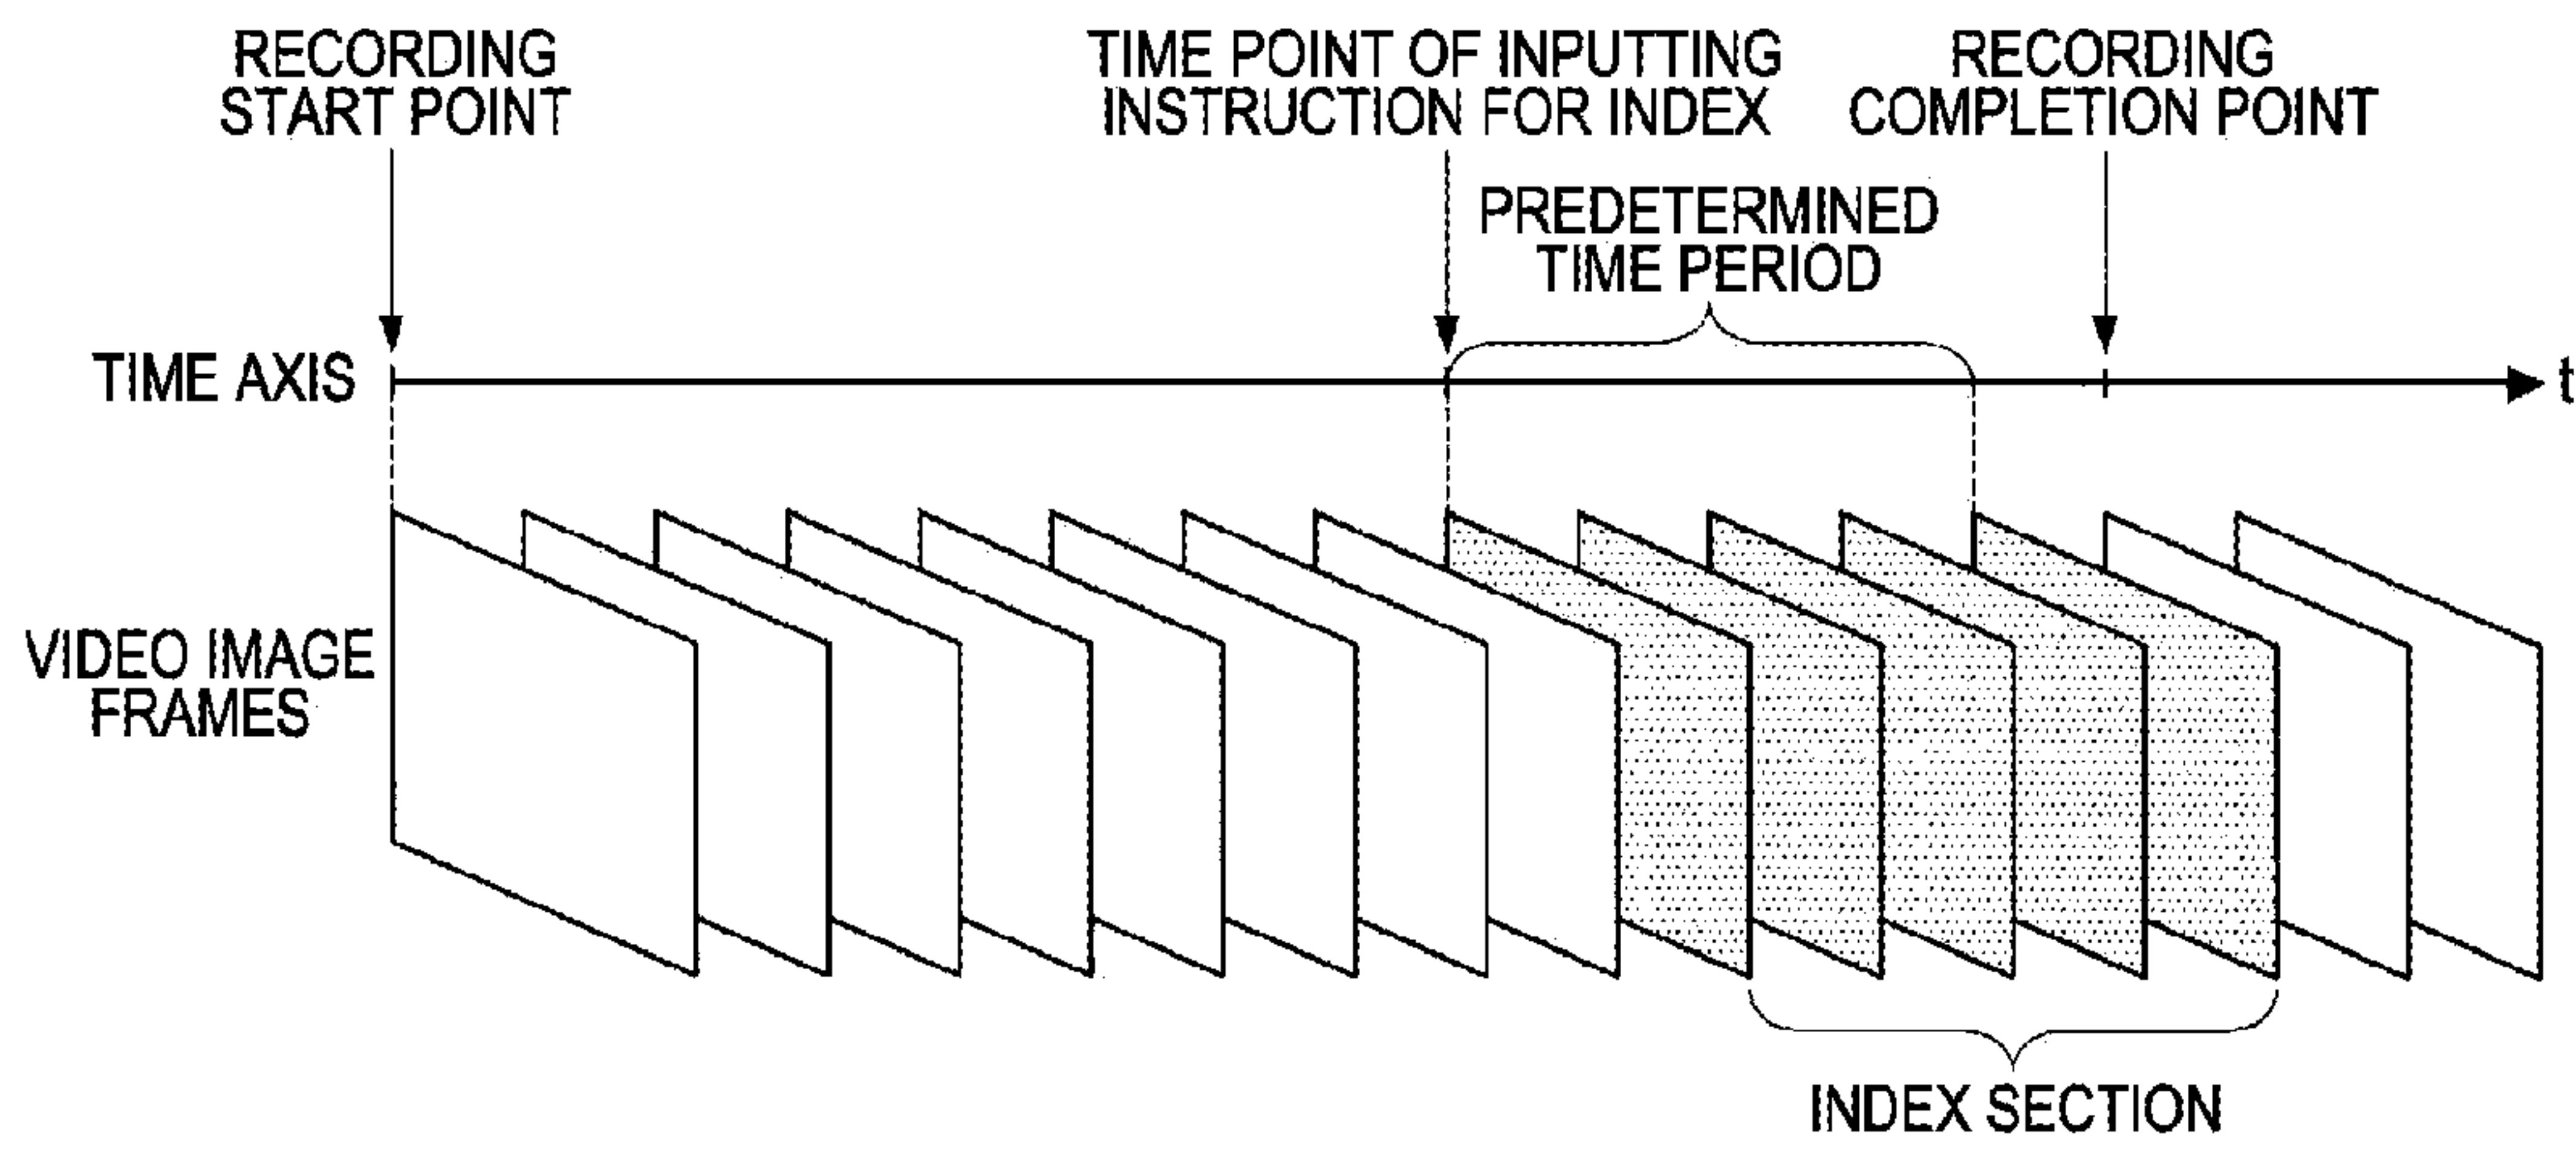 RECORDING
START POINT
TIME POINT OF INPUTTING
INSTRUCTION FOR INDEX
RECORDING
COMPLETION POINT
PREDETERMINED
TIME PERIOD
TIME AXIS
t
VIDEO IMAGE
FRAMES
INDEX SECTION